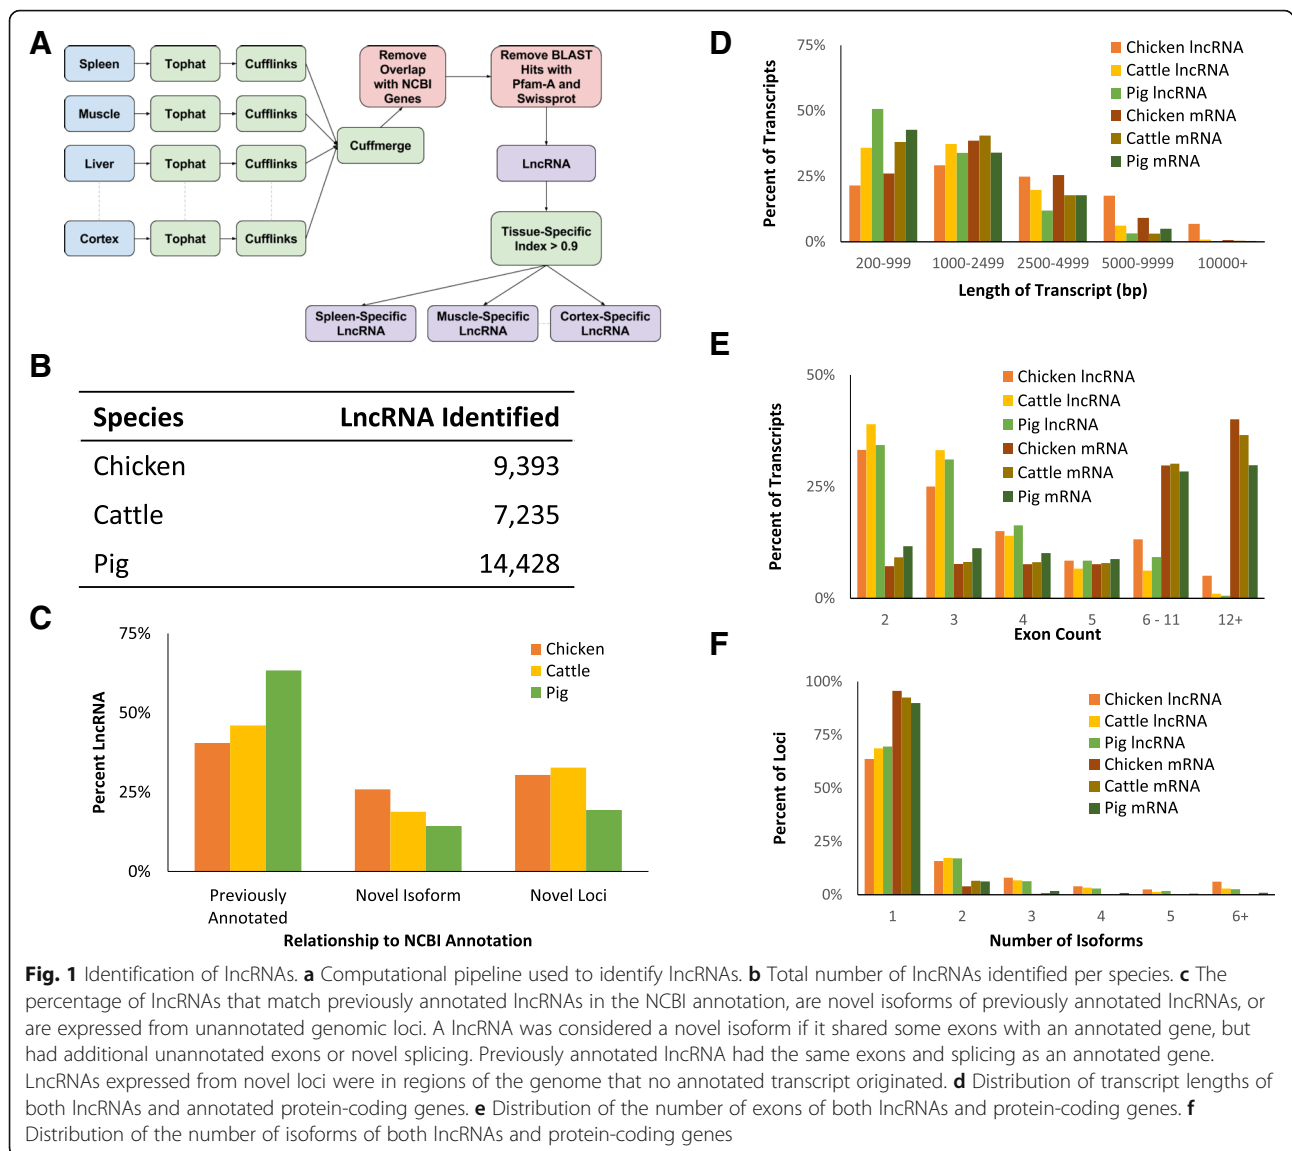 A
Spleen
Tophat
Cufflinks
Muscle
Tophat
Cufflinks
Liver
Tophat
Cufflinks
Cortex
Tophat
Cufflinks
Cuffmerge
Remove
Overlap
with NCBI
Genes
Remove BLAST
Hits with
Pfam-A and
Swissprot
LncRNA
Tissue-Specific
Index > 0.9
Spleen-Specific
LncRNA
Muscle-Specific
LncRNA
Cortex-Specific
LncRNA
B
Species LncRNA Identified
Chicken 9,393
Cattle 7,235
Pig 14,428
C
75%
50%
25%
0%
Percent LncRNA
Chicken
Cattle
Pig
Previously
Annotated
Novel Isoform
Novel Loci
Relationship to NCBI Annotation
D
75%
50%
25%
0%
Percent of Transcripts
Chicken lncRNA
Cattle lncRNA
Pig lncRNA
Chicken mRNA
Cattle mRNA
Pig mRNA
200-999 1000-2499 2500-4999 5000-9999 10000+
Length of Transcript (bp)
E
50%
25%
0%
Percent of Transcripts
Chicken lncRNA
Cattle lncRNA
Pig lncRNA
Chicken mRNA
Cattle mRNA
Pig mRNA
2 3 4 5 6 - 11 12+
Exon Count
F
100%
75%
50%
25%
0%
Percent of Loci
Chicken lncRNA
Cattle lncRNA
Pig lncRNA
Chicken mRNA
Cattle mRNA
Pig mRNA
1 2 3 4 5 6+
Number of Isoforms
Fig. 1 Identification of lncRNAs. a Computational pipeline used to identify lncRNAs. b Total number of lncRNAs identified per species. c The
percentage of lncRNAs that match previously annotated lncRNAs in the NCBI annotation, are novel isoforms of previously annotated lncRNAs, or
are expressed from unannotated genomic loci. A lncRNA was considered a novel isoform if it shared some exons with an annotated gene, but
had additional unannotated exons or novel splicing. Previously annotated lncRNA had the same exons and splicing as an annotated gene.
LncRNAs expressed from novel loci were in regions of the genome that no annotated transcript originated. d Distribution of transcript lengths of
both lncRNAs and annotated protein-coding genes. e Distribution of the number of exons of both lncRNAs and protein-coding genes. f
Distribution of the number of isoforms of both lncRNAs and protein-coding genes